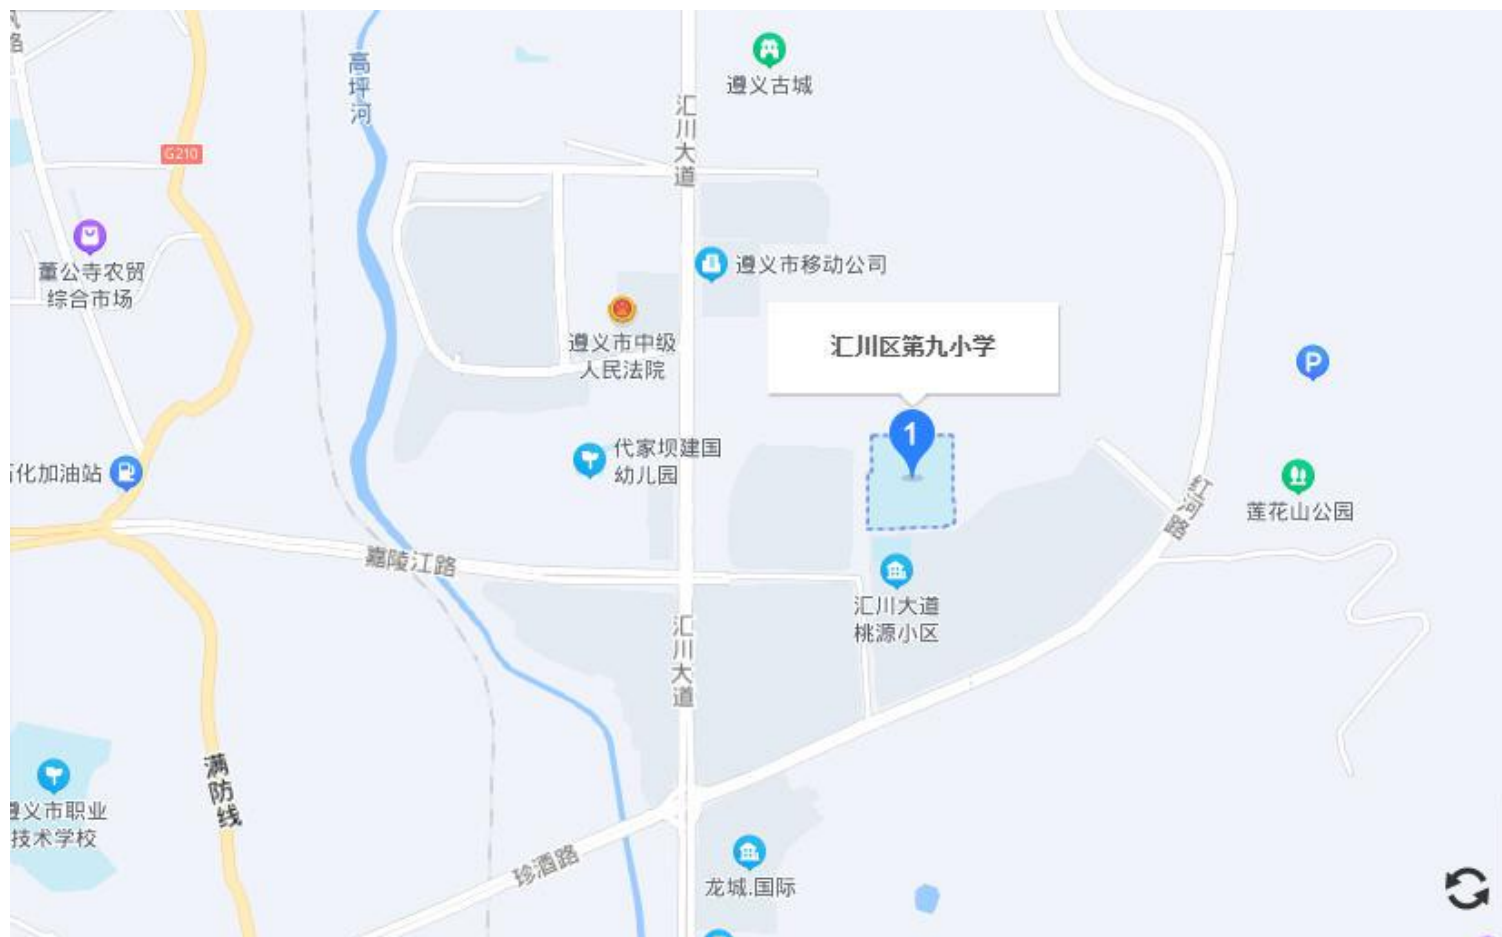 高坪河
遵义古城
汇川大道
G210
董公寺农贸
综合市场
遵义市移动公司
遵义市中级
人民法院
汇川区第九小学
P
1
代家坝建国
幼儿园
化加油站
红河路
莲花山公园
嘉陵江路
汇川大道
桃源小区
汇川大道
满防线
遵义市职业
技术学校
珍酒路
龙城.国际